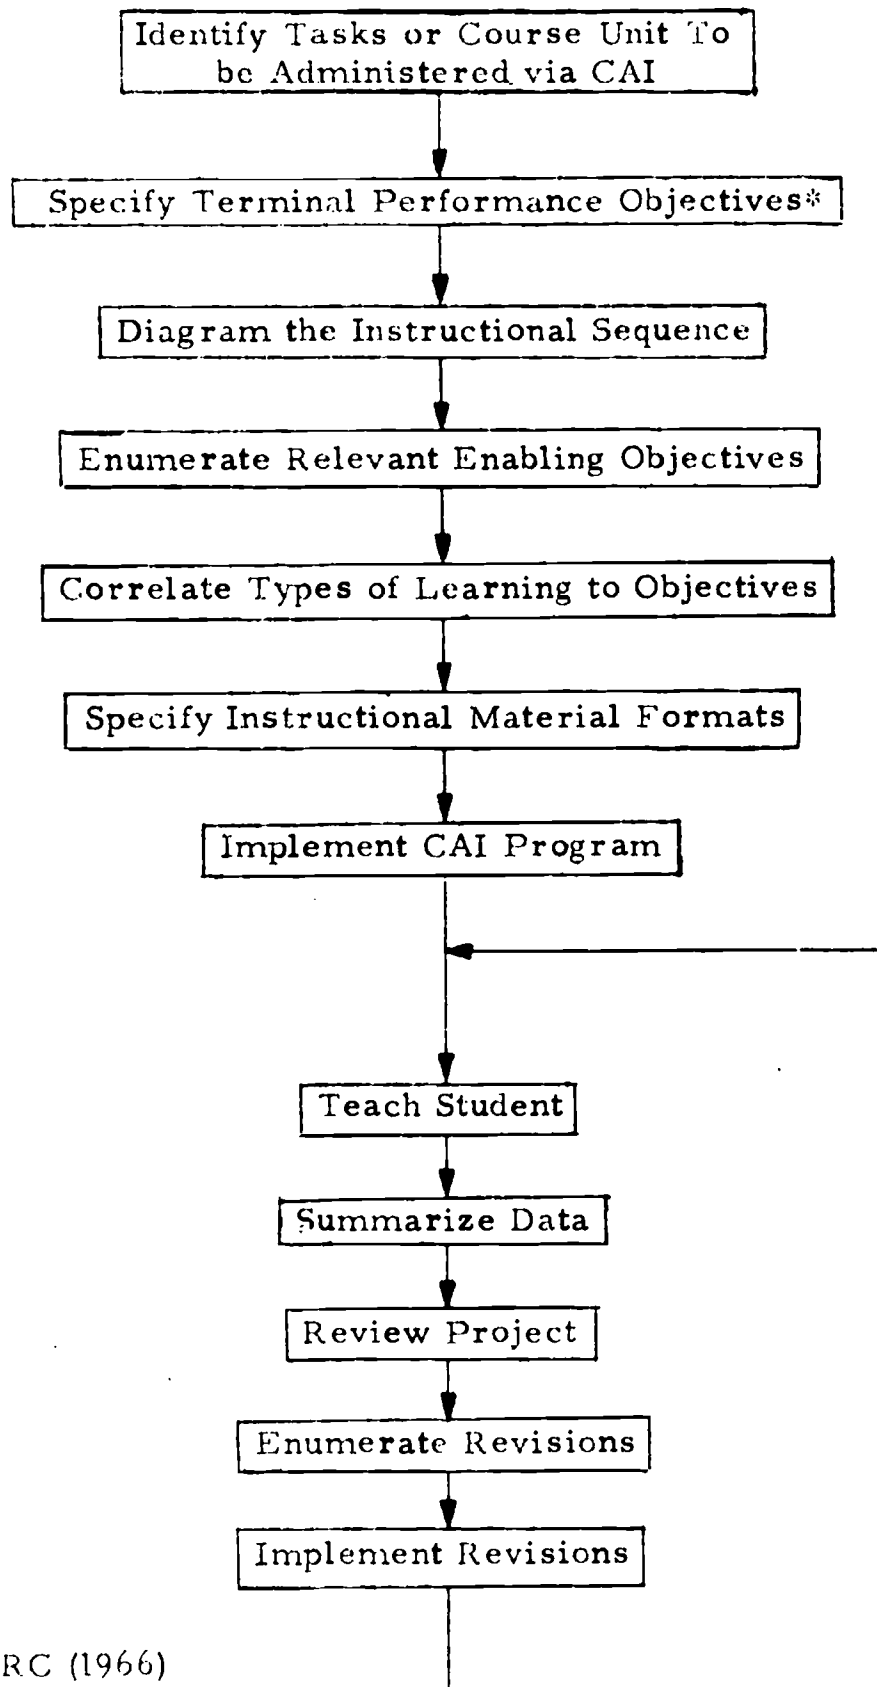 Identify Tasks or Course Unit To
be Administered via CAI
Specify Terminal Performance Objectives*
Diagram the Instructional Sequence
Enumerate Relevant Enabling Objectives
Correlate Types of Learning to Objectives
Specify Instructional Material Formats
Implement CAI Program
Teach Student
Summarize Data
Review Project
Enumerate Revisions
Implement Revisions
RC (1966)